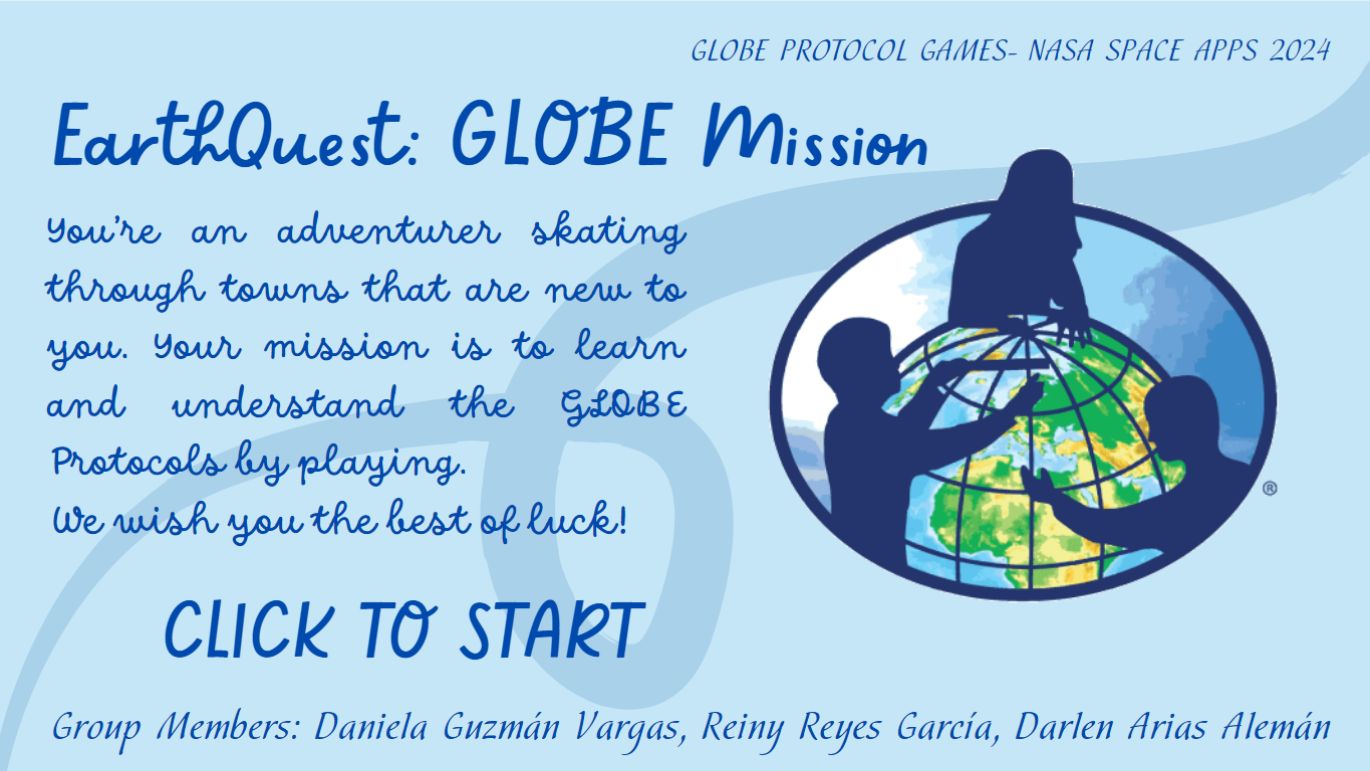 GLOBE PROTOCOL GAMES- NASA SPACE APPS 2024
EarthQuest: GLOBE Mission
You're an adventurer skating
through towns that are new to
you. Your mission is to learn
and understand the GLOBE
Protocols by playing.
We wish you the best of luck!
®
CLICK TO START
Group Members: Daniela Guzmán Vargas, Reiny Reyes García, Darlen Arias Alemán